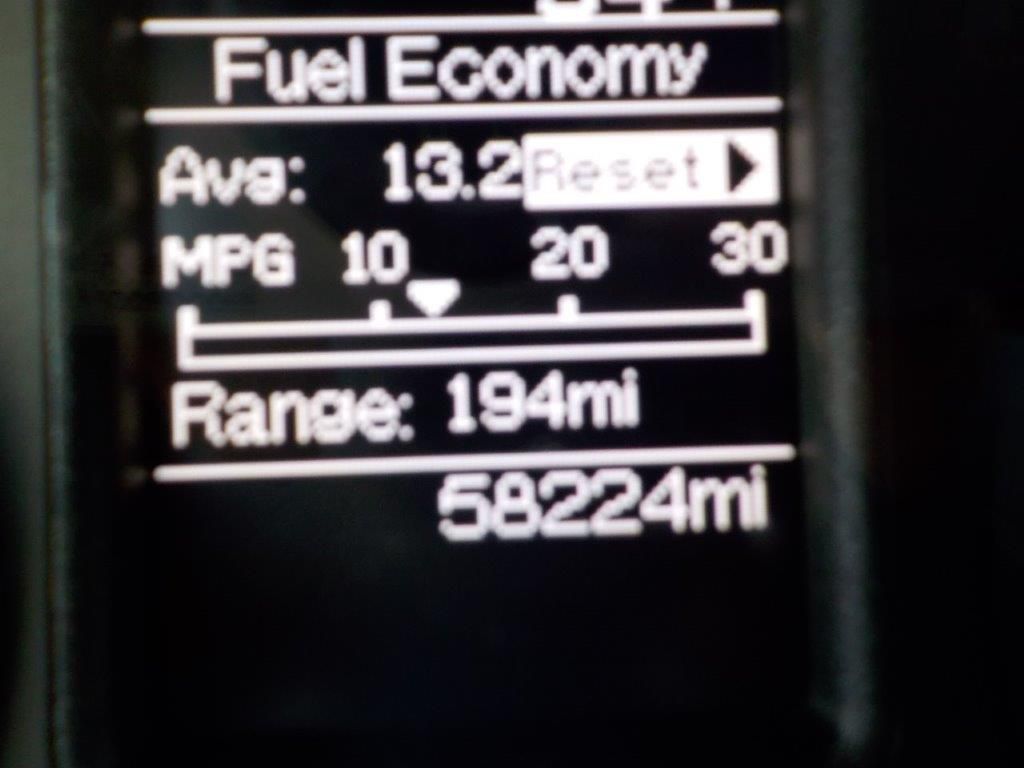 Fuel Economy
Avg: 13.2 Reset
MPG 10 20 30
Range: 194mi
58224mi